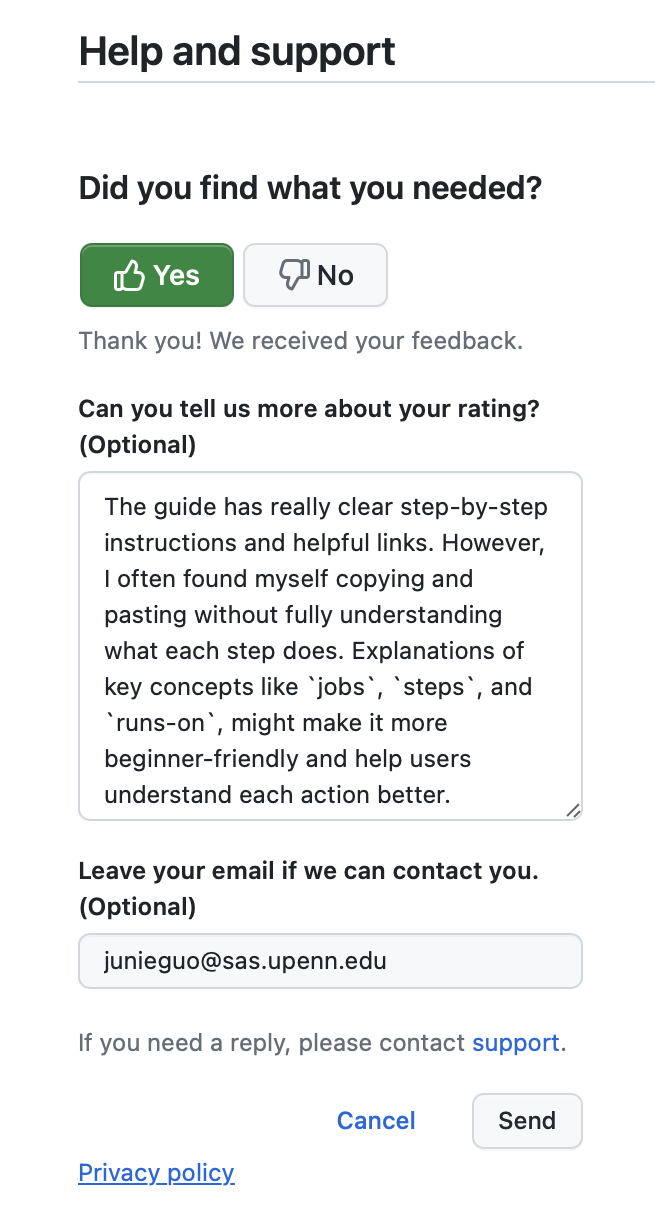 Help and support
Did you find what you needed?
Yes
No
Thank you! We received your feedback.
Can you tell us more about your rating?
(Optional)
The guide has really clear step-by-step
instructions and helpful links. However,
I often found myself copying and
pasting without fully understanding
what each step does. Explanations of
key concepts like `jobs`, `steps`, and
`runs-on`, might make it more
beginner-friendly and help users
understand each action better.
Leave your email if we can contact you.
(Optional)
junieguo@sas.upenn.edu
If you need a reply, please contact support.
Cancel
Send
Privacy policy